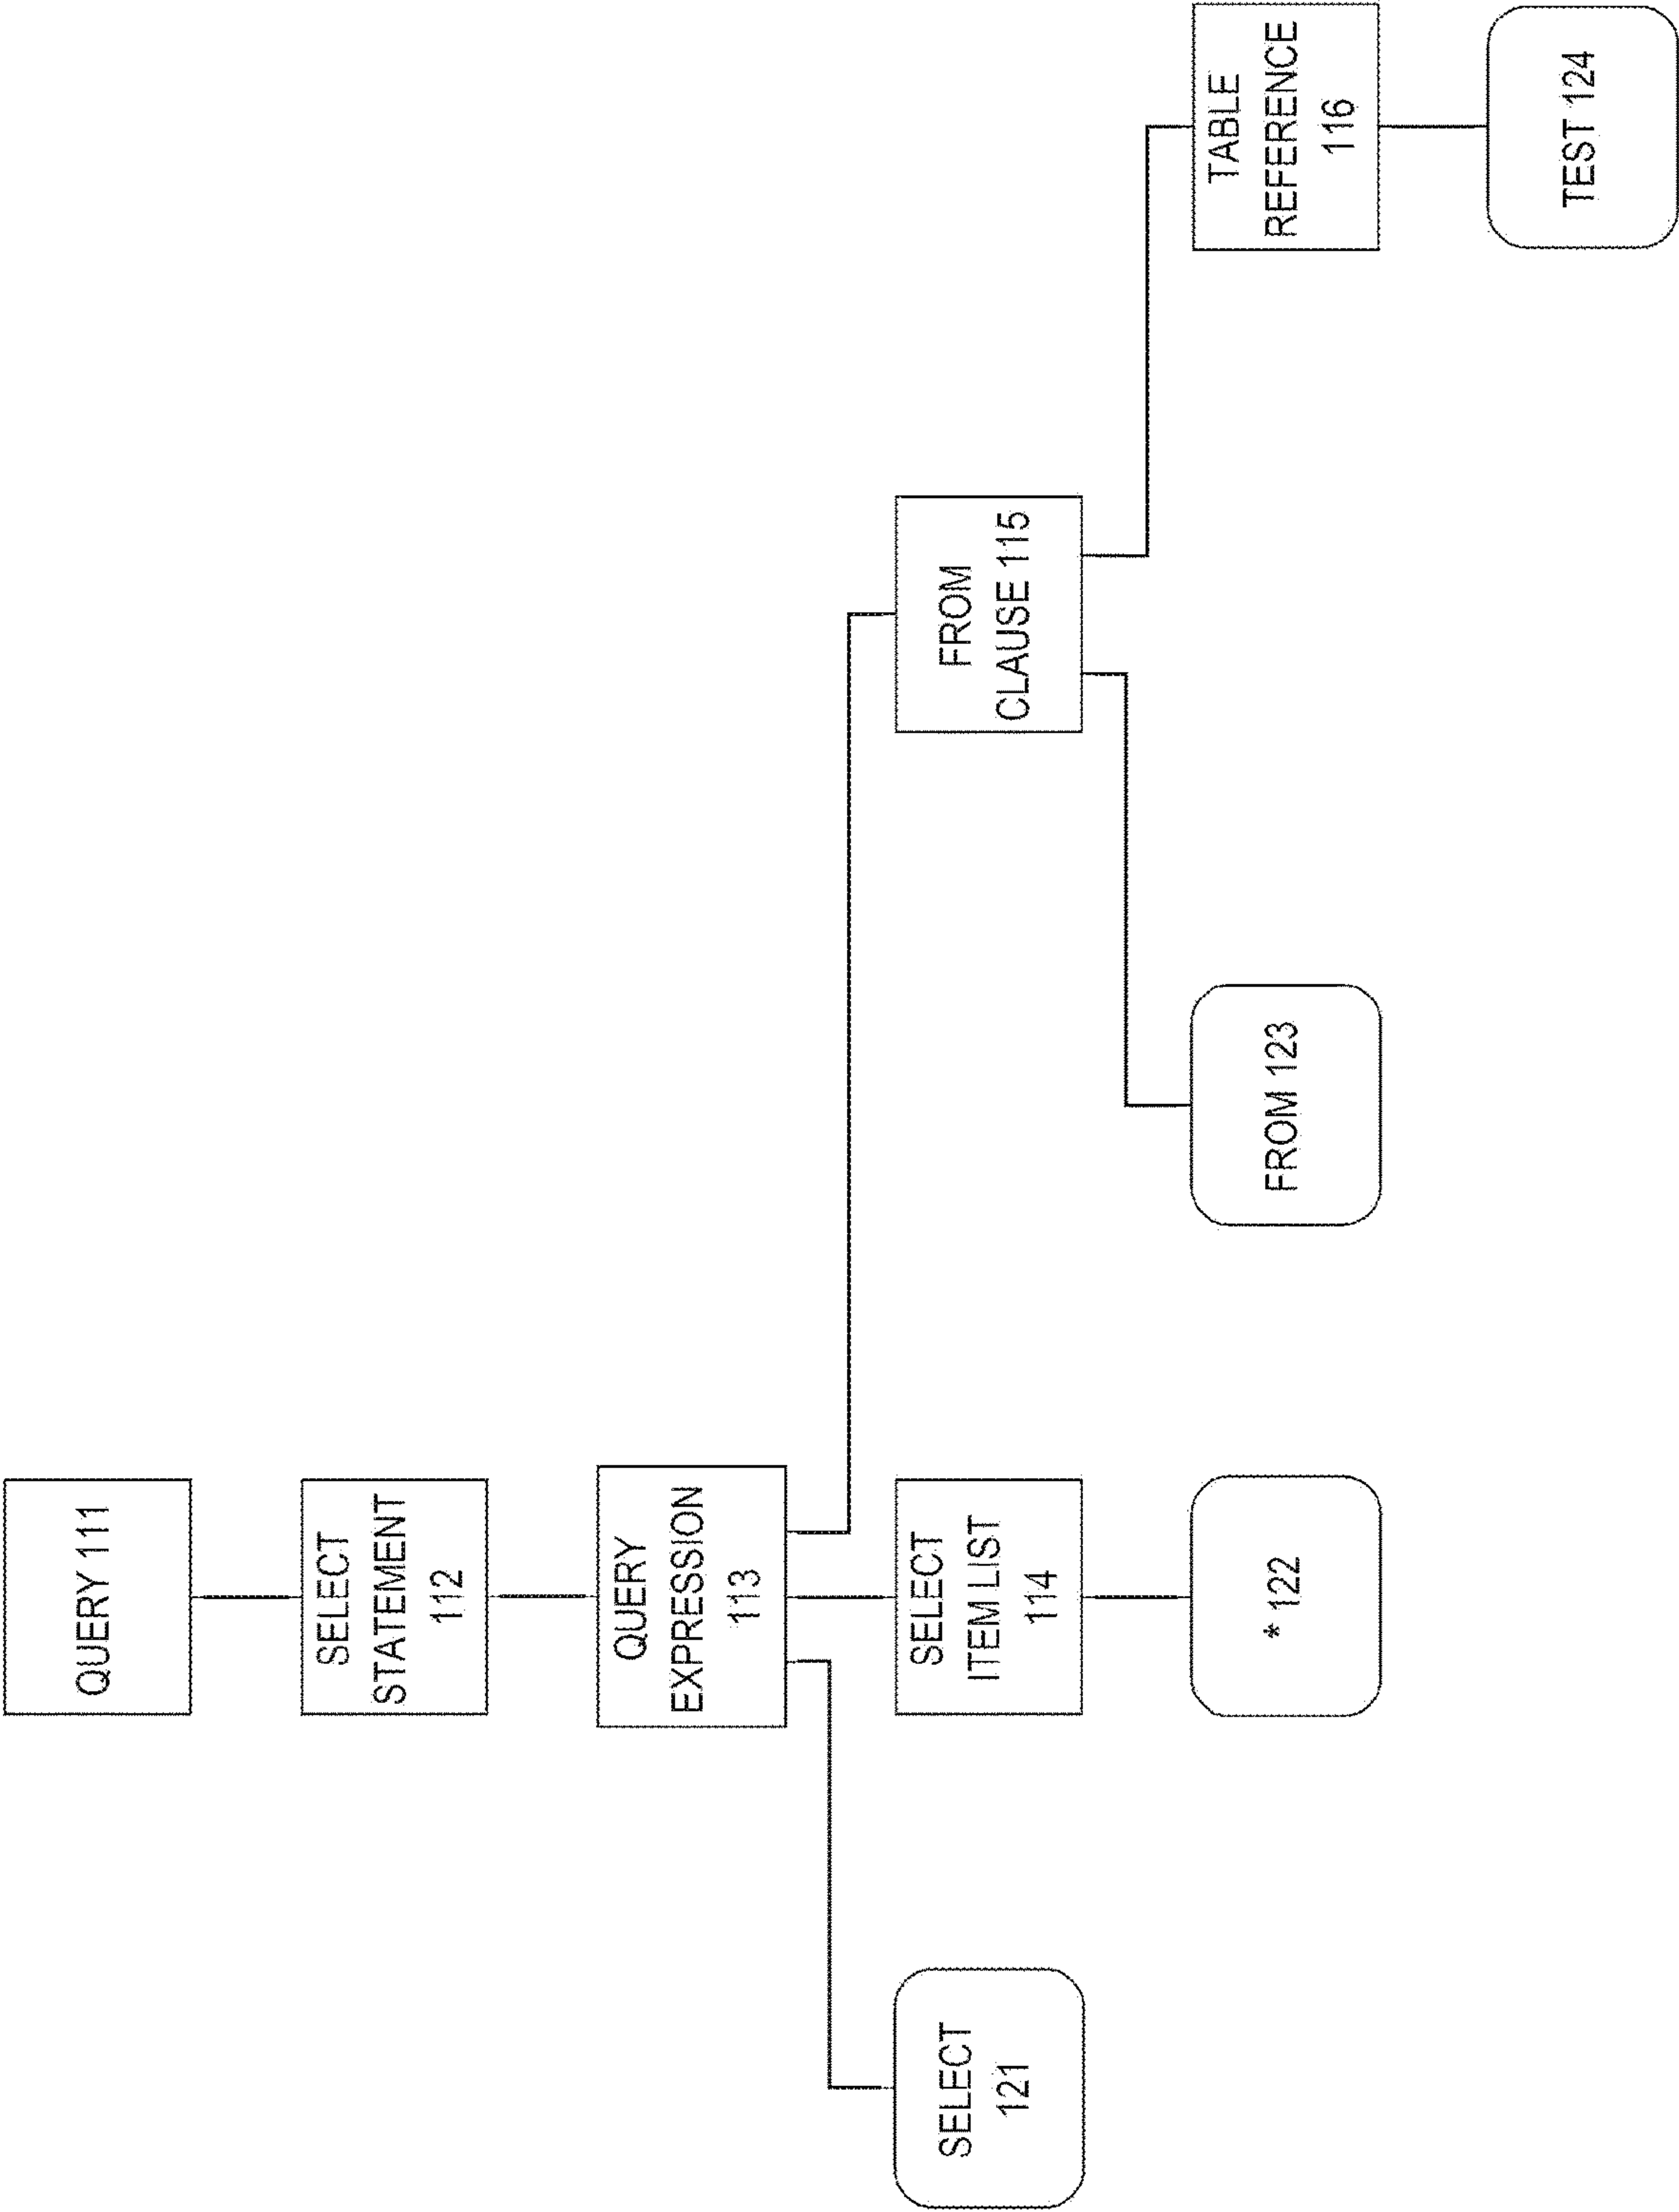 QUERY 111
SELECT
STATEMENT
112
QUERY
EXPRESSION
113
SELECT
121
SELECT
ITEM LIST
114
FROM
CLAUSE 115
* 122
FROM 123
TABLE
REFERENCE
116
TEST 124